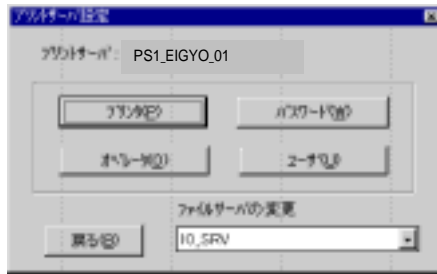 プリントサーバ設定
プリントサーバ: PS1_EIGYO_01
プリンタ(P) パスワード(W)
オペレータ(O) ユーザ(U)
ファイルサーバの変更
戻る(B) IO_SRV